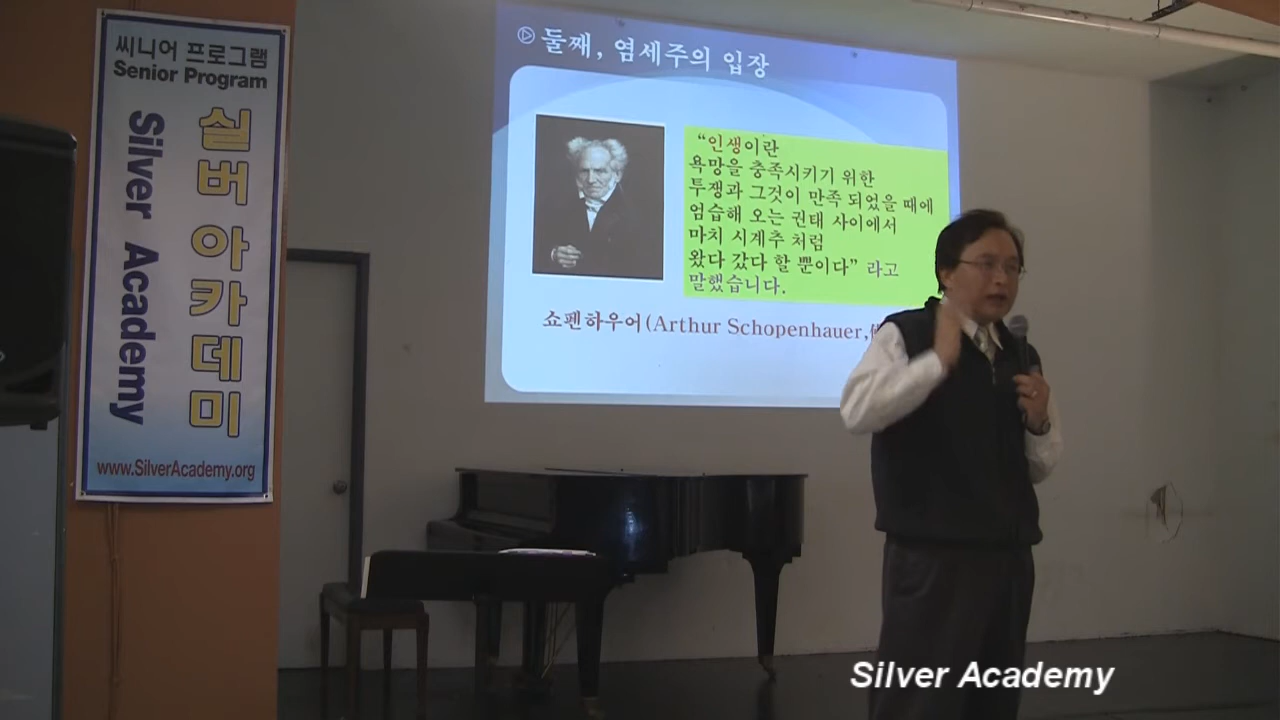 씨니어 프로그램
Senior Program
실버 아카데미
Silver Academy
www.SilverAcademy.org
둘째, 염세주의 입장
“인생이란
욕망을 충족시키기 위한
투쟁과 그것이 만족 되었을 때에
엄습해 오는 권태 사이에서
마치 시계추 처럼
왔다 갔다 할 뿐이다” 라고
말했습니다.
쇼펜하우어(Arthur Schopenhauer,
Silver Academy